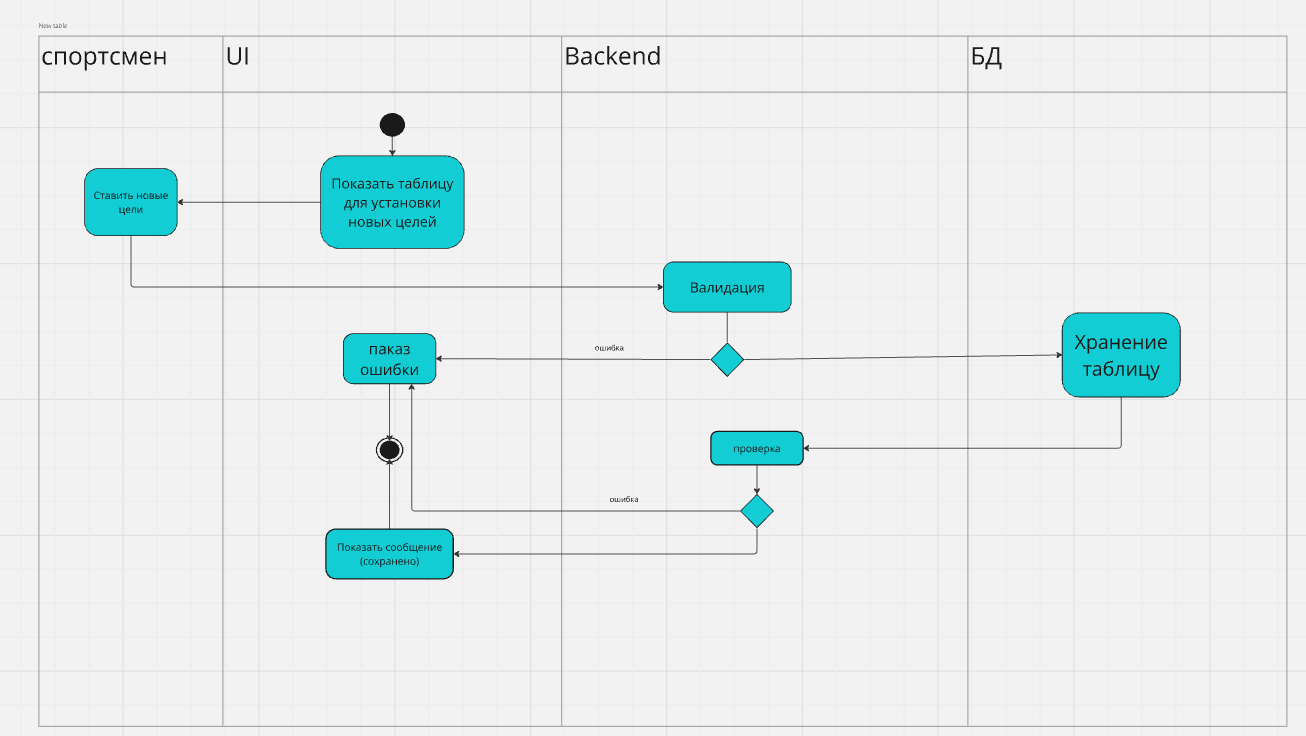 New table
спортсмен
UI
Backend
БД
Показать таблицу
для установки
новых целей
Ставить новые
цели
Валидация
паказ
ошибки
ошибка
Хранение
таблицу
проверка
ошибка
Показать сообщение
(сохранено)